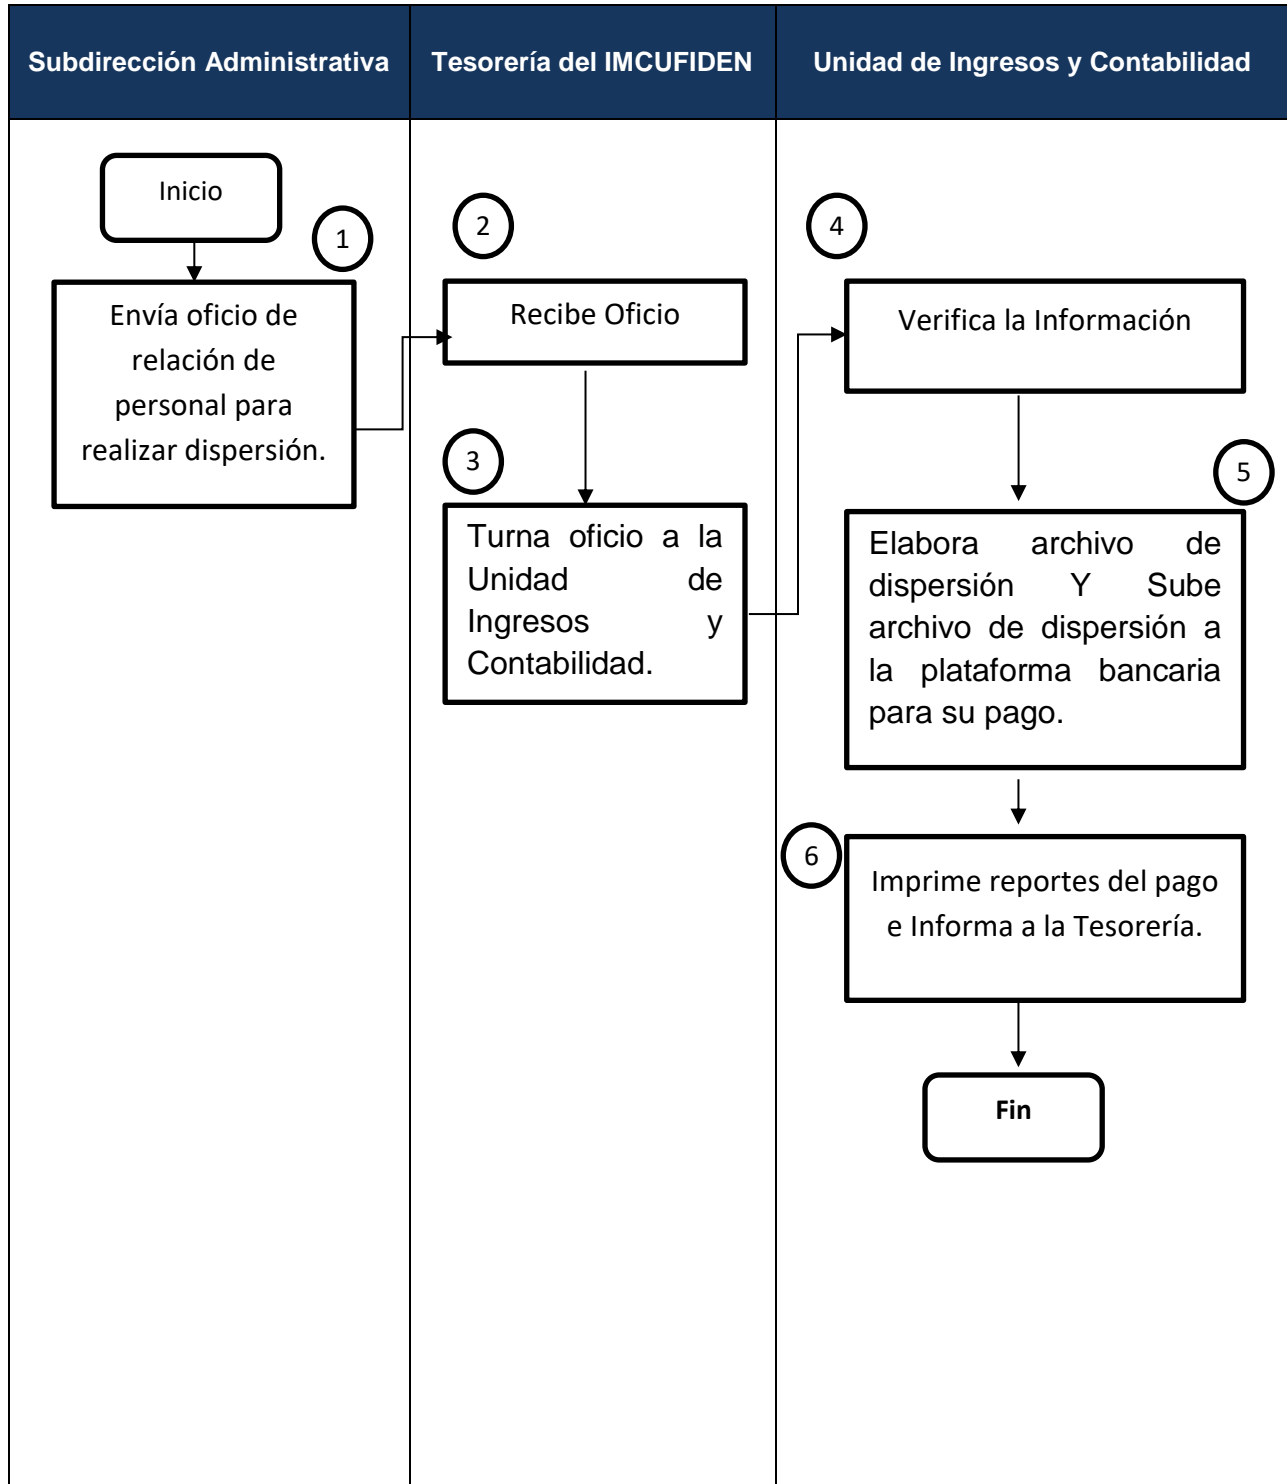 Subdirección Administrativa
Tesorería del IMCUFIDEN
Unidad de Ingresos y Contabilidad
Inicio
1
Envía oficio de
relación de
personal para
realizar dispersión.
2
Recibe Oficio
3
Turna oficio a la
Unidad de
Ingresos y
Contabilidad.
4
Verifica la Información
5
Elabora archivo de
dispersión Y Sube
archivo de dispersión a
la plataforma bancaria
para su pago.
6
Imprime reportes del pago
e Informa a la Tesorería.
Fin